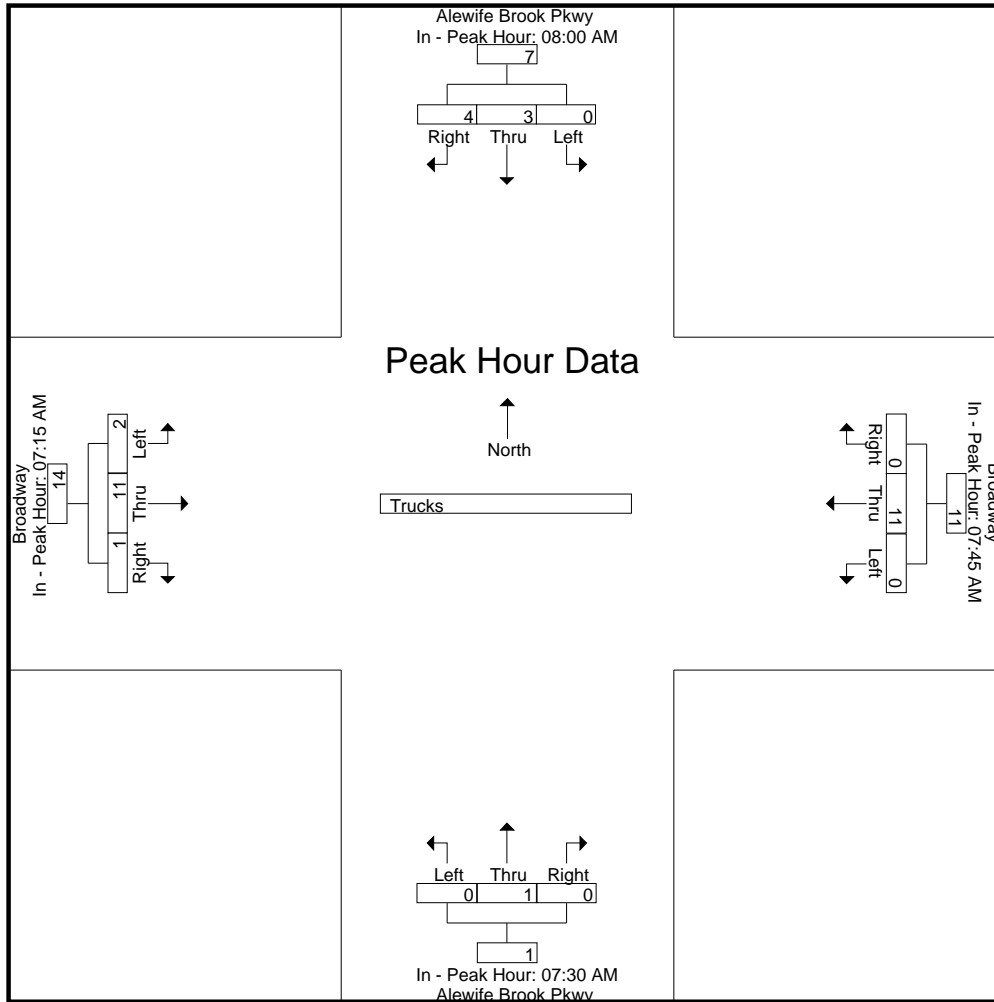 Alewife Brook Pkwy
In - Peak Hour: 08:00 AM
7
4 3 0
Right Thru Left
Peak Hour Data
North
Trucks
Broadway
In - Peak Hour: 07:15 AM
14
2 11 1
Left Thru Right
Broadway
In - Peak Hour: 07:45 AM
11
0 11 0
Right Thru Left
Left Thru Right
0 1 0
1
In - Peak Hour: 07:30 AM
Alewife Brook Pkwy